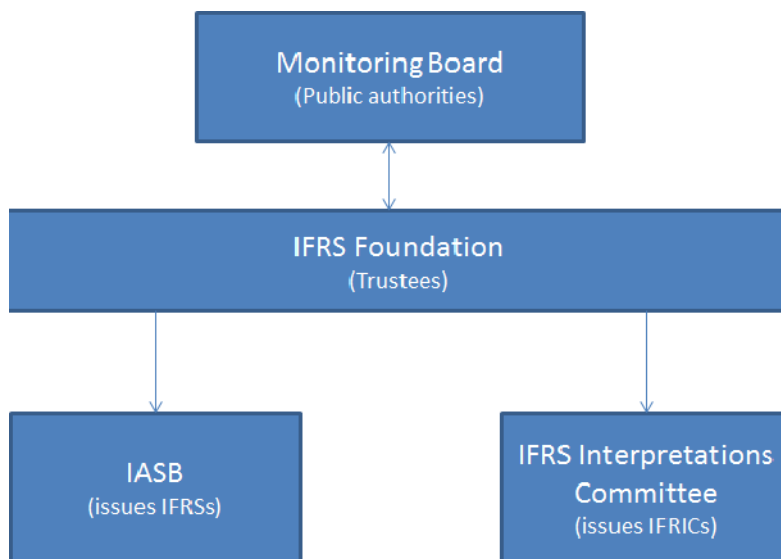 Monitoring Board
(Public authorities)
IFRS Foundation
(Trustees)
IASB
(issues IFRSs)
IFRS Interpretations
Committee
(issues IFRICs)